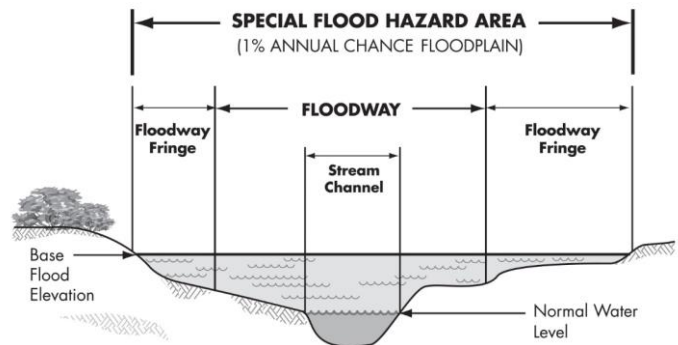 SPECIAL FLOOD HAZARD AREA
(1% ANNUAL CHANCE FLOODPLAIN)
FLOODWAY
Floodway
Fringe
Floodway
Fringe
Stream
Channel
Base
Flood
Elevation
Normal Water
Level